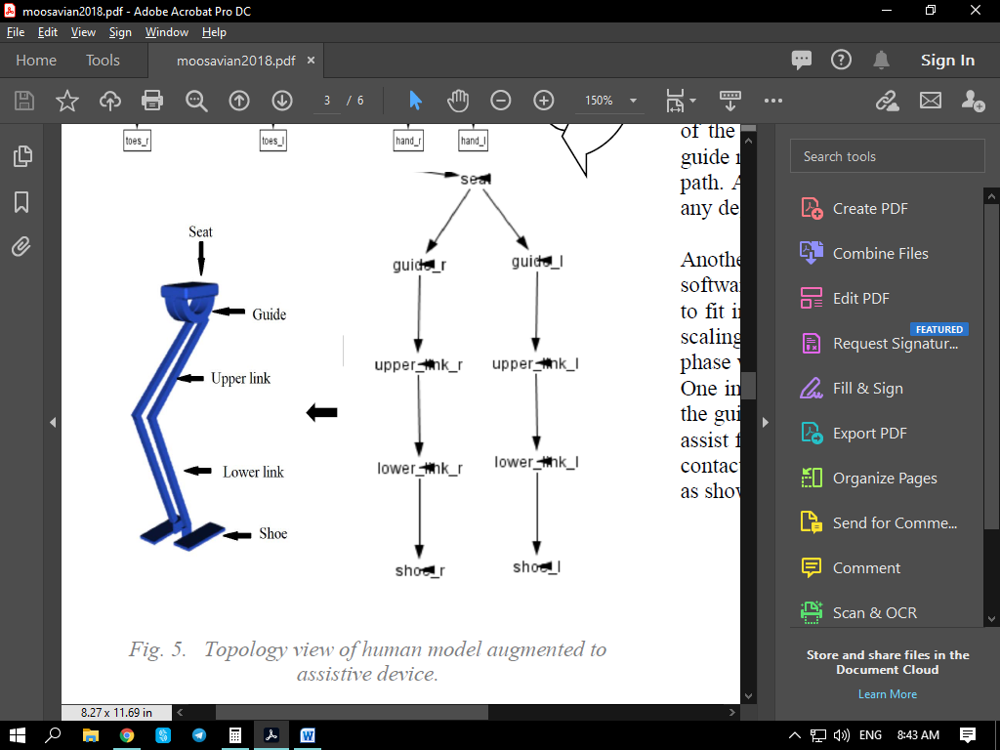 moosavian2018.pdf - Adobe Acrobat Pro DC
File Edit View Sign Window Help
Home Tools moosavian2018.pdf × Sign In
3 / 6 150%
toes_r toes_l hand_r hand_l
seat
guide_r guide_l
upper_link_r upper_link_l
lower_link_r lower_link_l
shoe_r shoe_l
Seat
Guide
Upper link
Lower link
Shoe
Fig. 5. Topology view of human model augmented to
assistive device.
of the
guide
path. A
any de
Anothe
softwa
to fit i
scaling
phase
One in
the gui
assist f
contac
as show
8.27 x 11.69 in
Search tools
Create PDF
Combine Files
Edit PDF
FEATURED
Request Signatur...
Fill & Sign
Export PDF
Organize Pages
Send for Comme...
Comment
Scan & OCR
Store and share files in the
Document Cloud
Learn More
ENG 8:43 AM